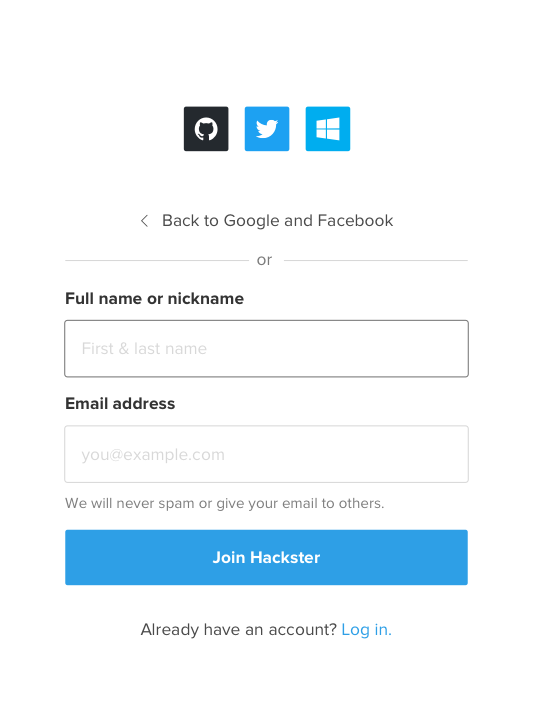 Back to Google and Facebook
or
Full name or nickname
First & last name
Email address
you@example.com
We will never spam or give your email to others.
Join Hackster
Already have an account? Log in.